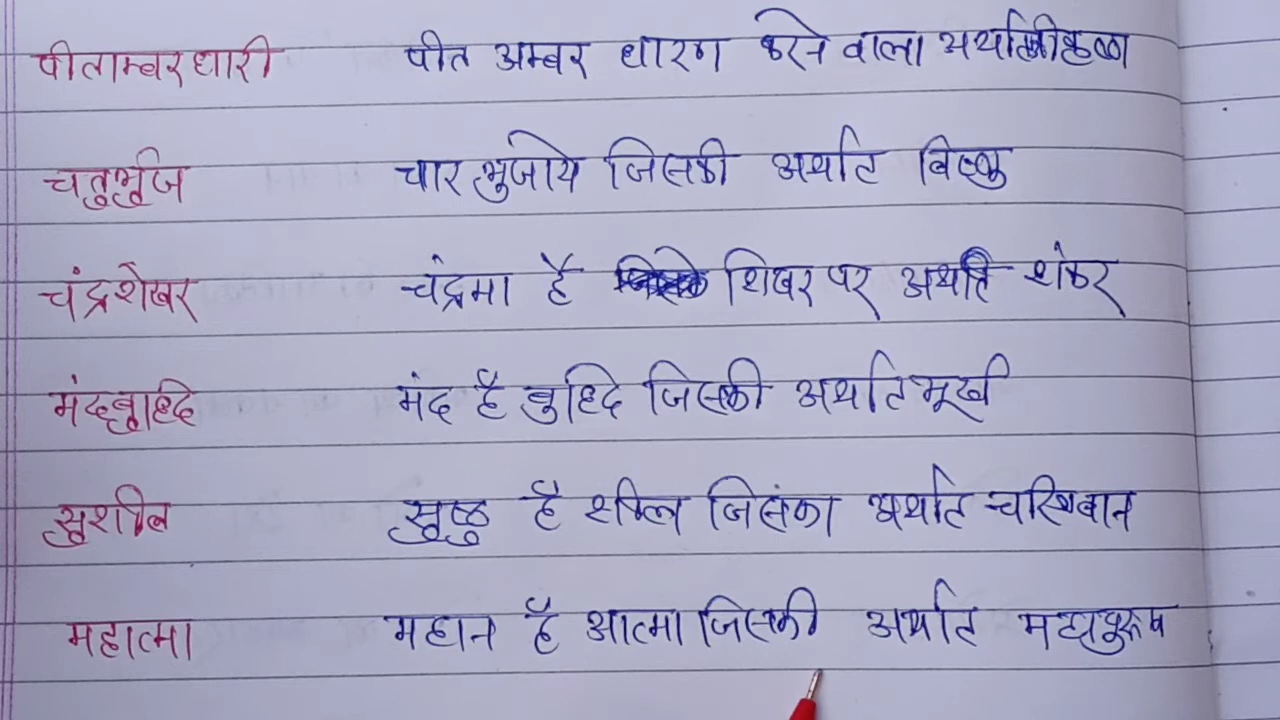 पीताम्बरधारी पीत अम्बर धारण करने वाला अर्थात श्रीकृष्ण
चतुर्भुज चार भुजाये जिसकी अर्थात विष्णु
चंद्रशेखर चंद्रमा है शिखर पर अर्थात शंकर
मंदबुद्धि मंद है बुद्धि जिसकी अर्थात मूर्ख
सुशील सुष्ठु है शील जिसका अर्थात चरित्रवान
महात्मा महान है आत्मा जिसकी अर्थात महापुरुष